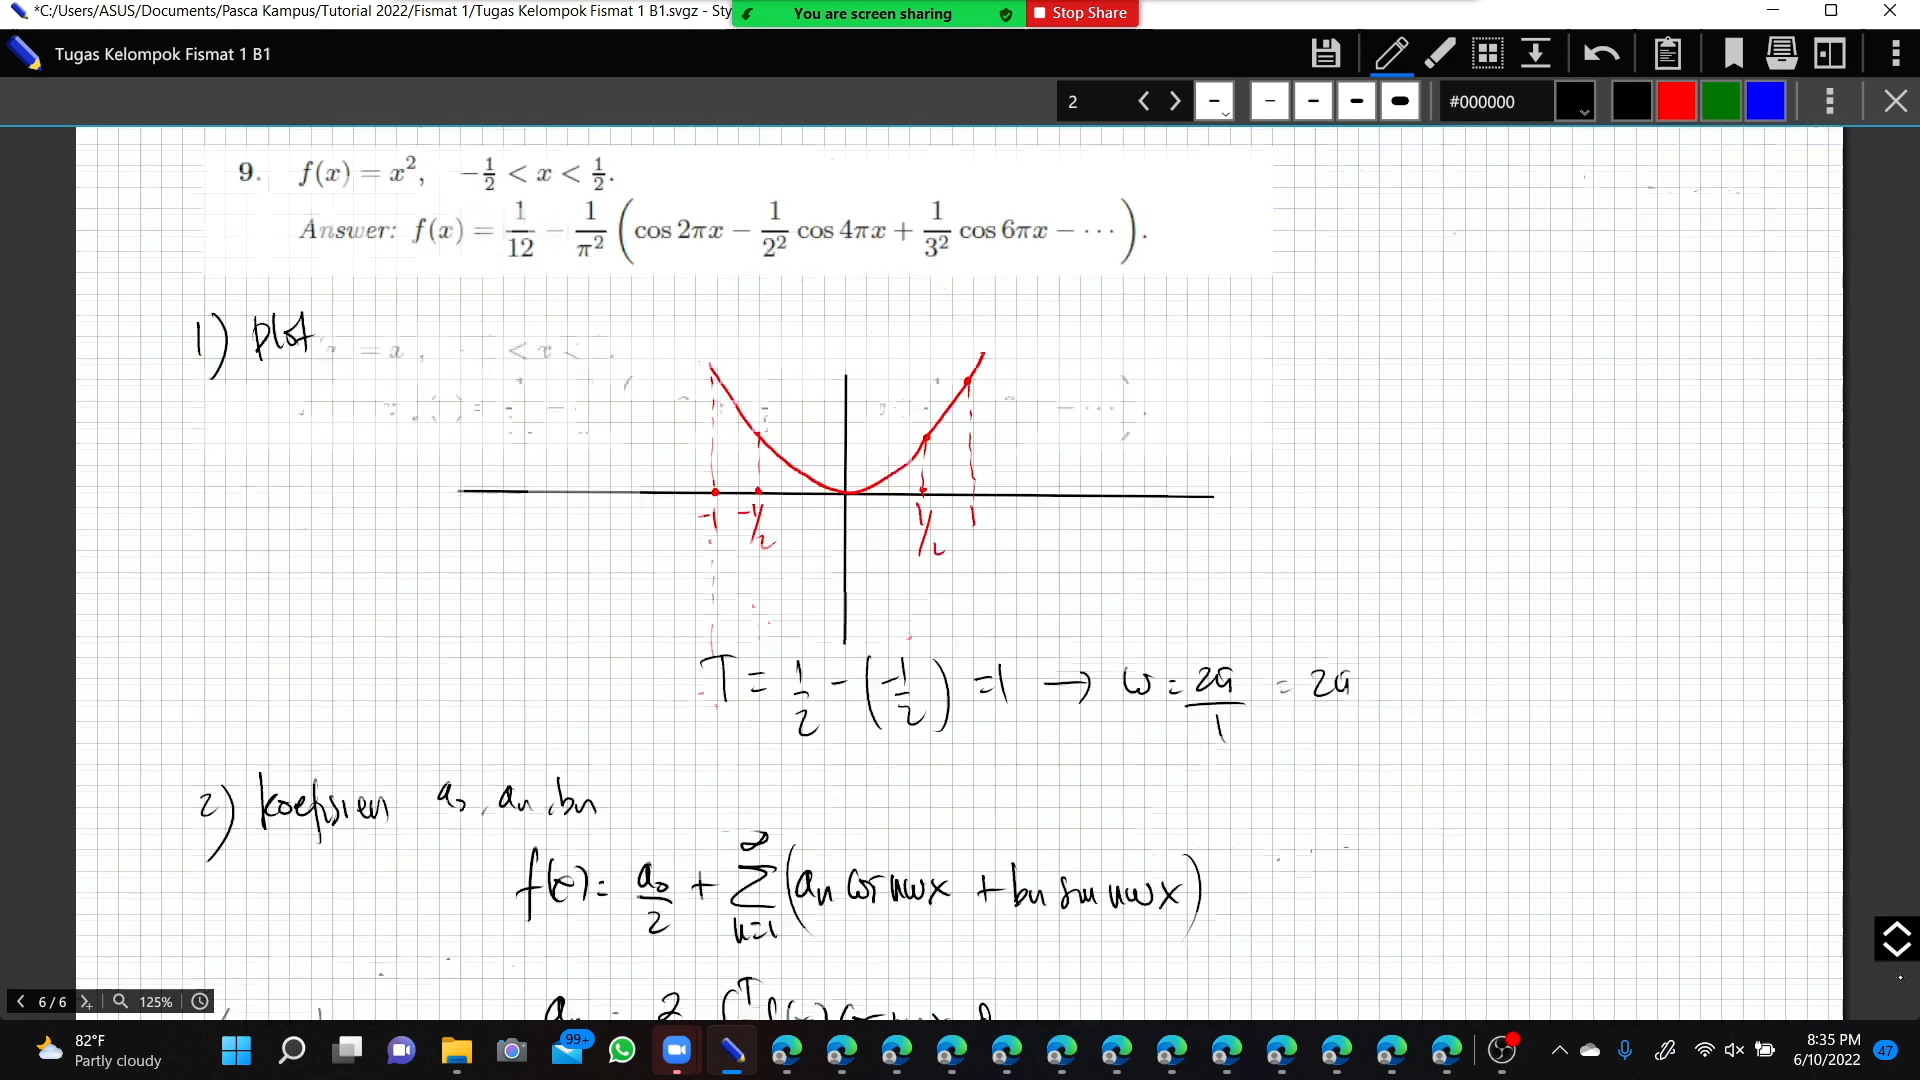 *C:/Users/ASUS/Documents/Pasca Kampus/Tutorial 2022/Fismat 1/Tugas Kelompok Fismat 1 B1.svgz - Sty
You are screen sharing
Stop Share
Tugas Kelompok Fismat 1 B1
2
#000000
9. f(x) = x², -1/2 < x < 1/2.
Answer: f(x) = 1/12 - 1/π² (cos 2πx - 1/2² cos 4πx + 1/3² cos 6πx - ···).
1) plot
-1 -1/2 1/2 1
T = 1/2 - (-1/2) = 1 → ω = 2π/1 = 2π
2) koefisien a₀, an, bn
f(x) = a₀/2 + ∑ n=1 ∞ (an cos nωx + bn sin nωx)
6/6
125%
82°F
Partly cloudy
99+
8:35 PM
6/10/2022
47